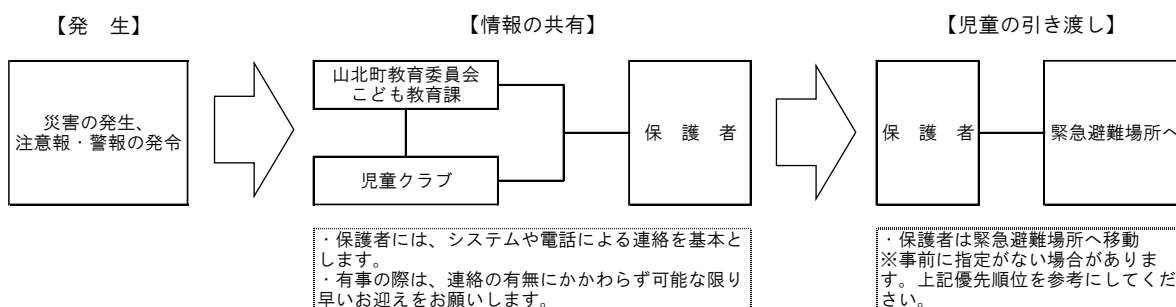 【発　生】
【情報の共有】
【児童の引き渡し】
災害の発生、
注意報・警報の発令
山北町教育委員会
こども教育課
児童クラブ
保　護　者
保　護　者
緊急避難場所へ
・保護者には、システムや電話による連絡を基本と
します。
・有事の際は、連絡の有無にかかわらず可能な限り
早いお迎えをお願いします。
・保護者は緊急避難場所へ移動
※事前に指定がない場合がありま
す。上記優先順位を参考にしてくだ
さい。